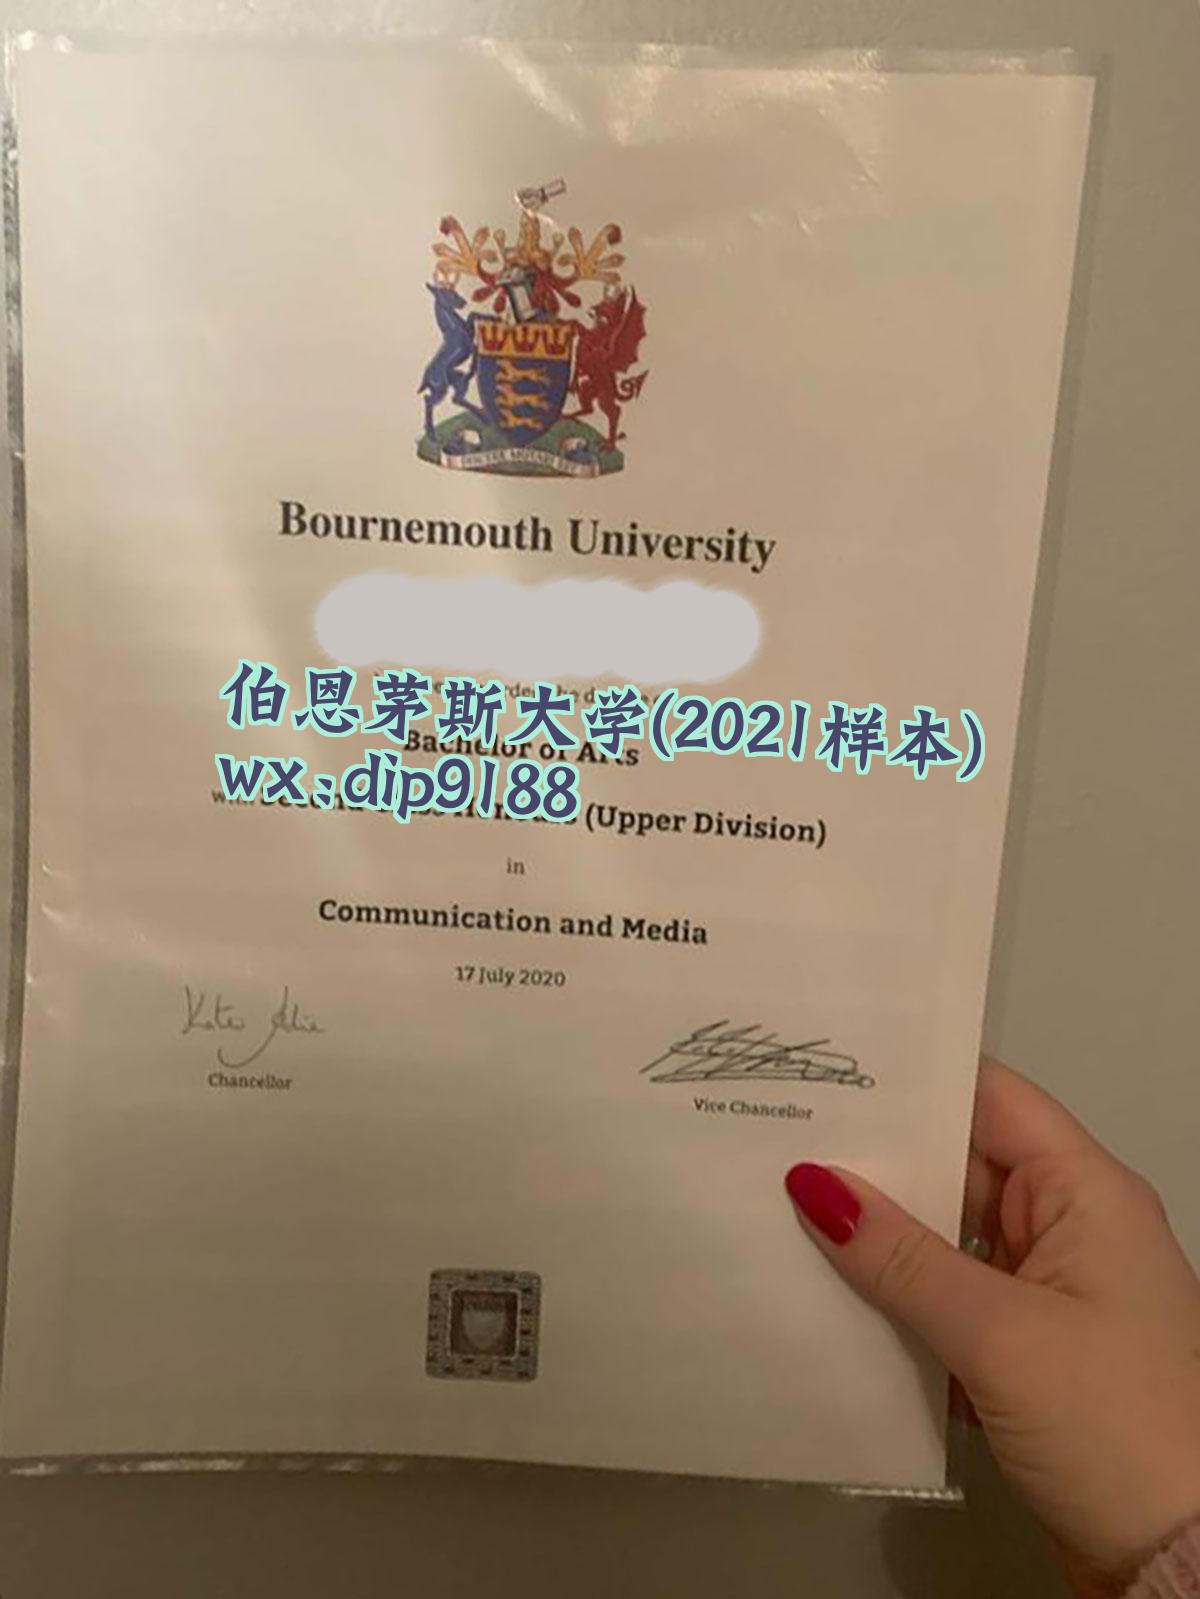 Bournemouth University
伯恩茅斯大学(2021样本)
Bachelor of Arts
wx:dip9188
(Upper Division)
in
Communication and Media
17 July 2020
Chancellor
Vice Chancellor